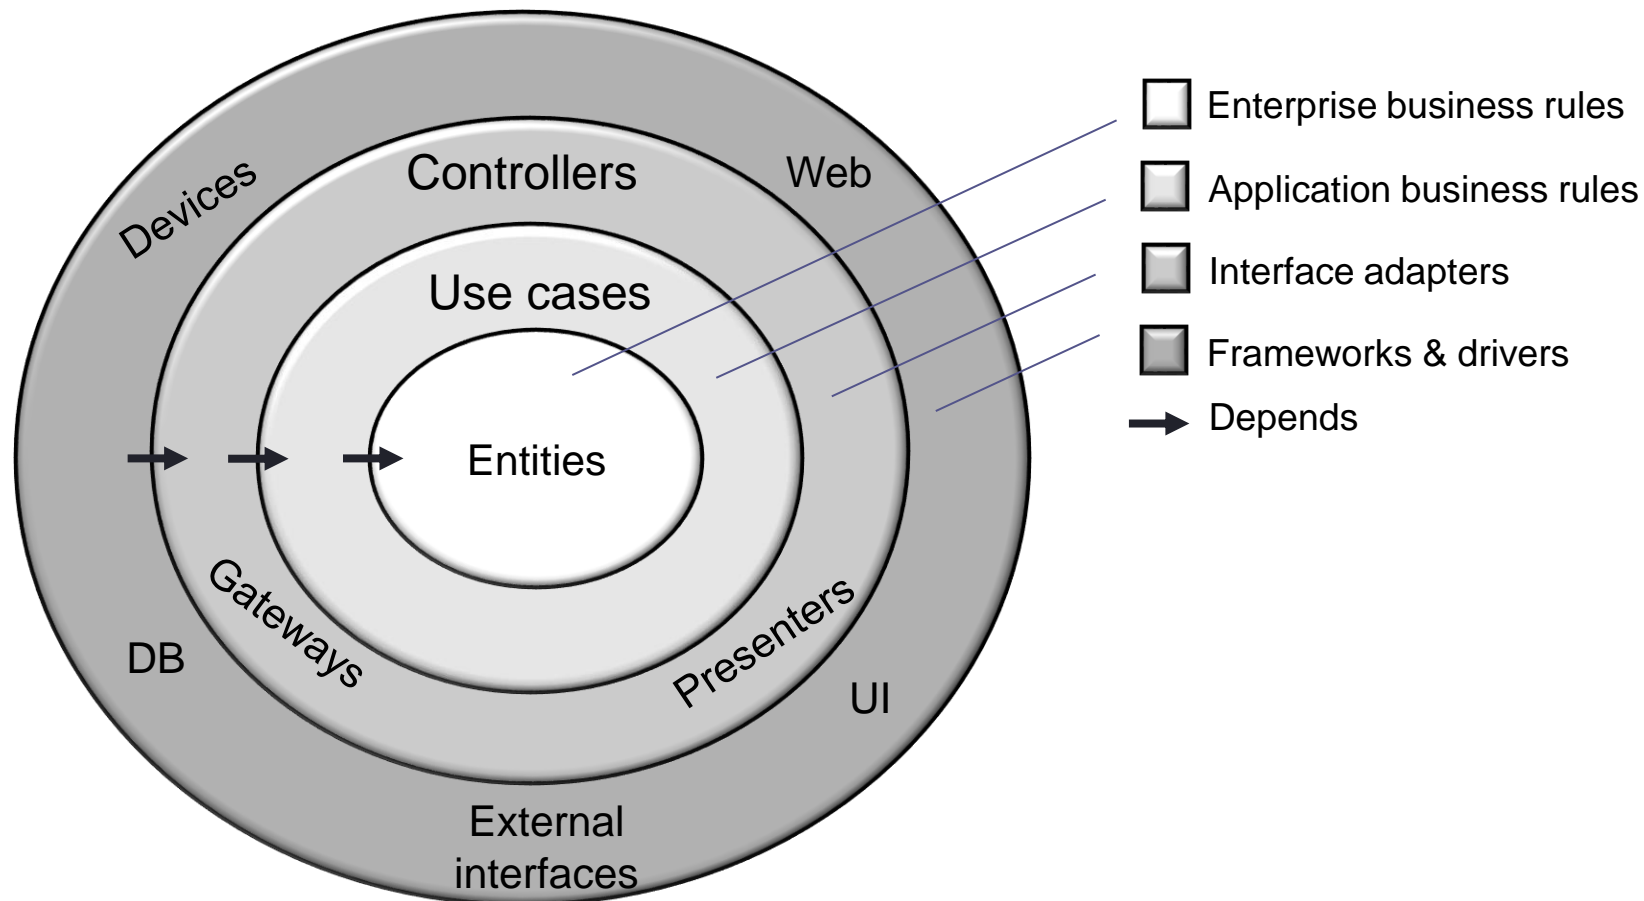 Enterprise business rules
Application business rules
Interface adapters
Frameworks & drivers
Depends
Devices
Controllers
Web
Use cases
Entities
Gateways
Presenters
DB
UI
External
interfaces